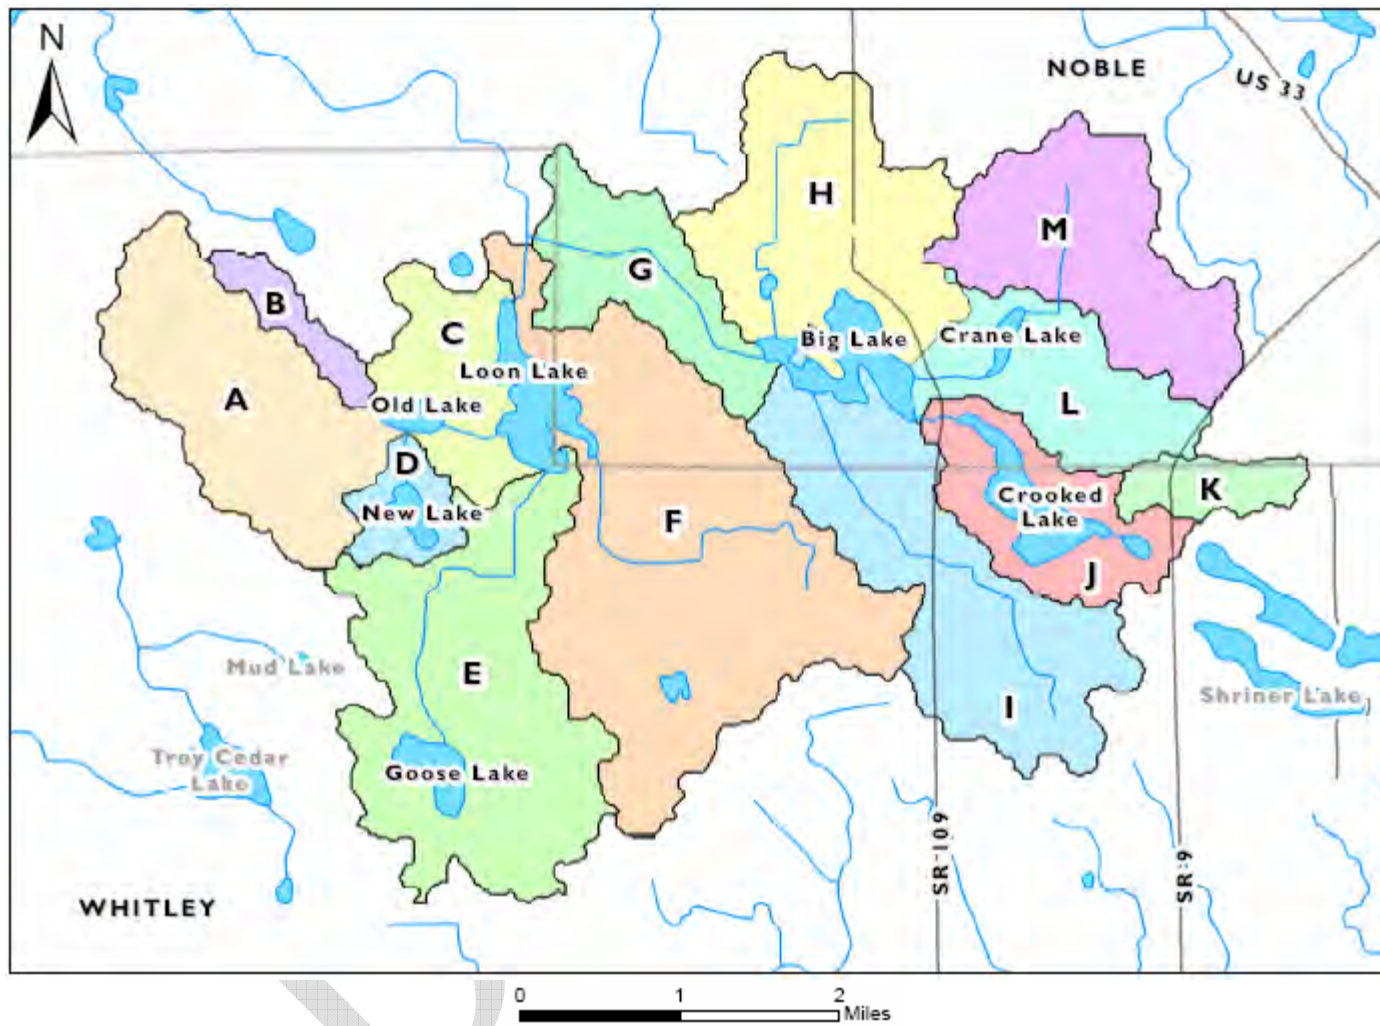 N
NOBLE
US 33
H
M
G
B
C
Big Lake
Crane Lake
Loon Lake
A
Old Lake
L
D
New Lake
Crooked
Lake
K
F
J
Mud Lake
E
Shriner Lake
I
Troy Cedar
Lake
Goose Lake
SR 109
SR 9
WHITLEY
0 1 2
Miles